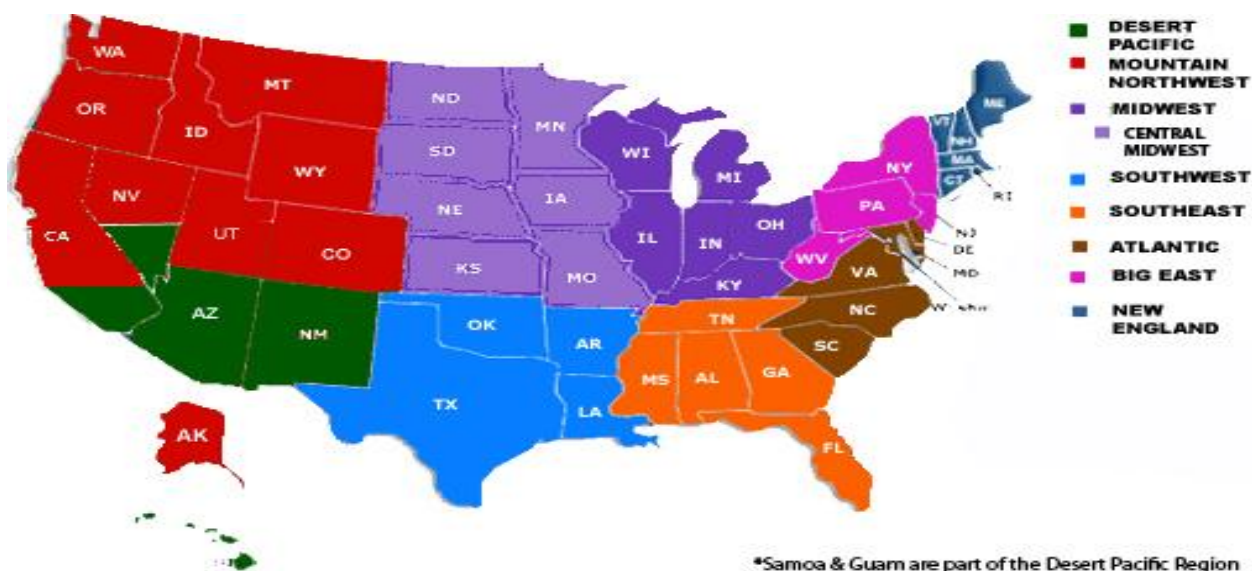 DESERT
PACIFIC
MOUNTAIN
NORTHWEST
MIDWEST
CENTRAL
MIDWEST
SOUTHWEST
SOUTHEAST
ATLANTIC
BIG EAST
NEW
ENGLAND
WA
MT
ND
MN
ME
OR
ID
SD
WI
MI
VT
NH
NY
MA
CT
RI
WY
NV
NE
IA
PA
NJ
CA
UT
CO
IL
IN
OH
DE
KS
MO
WV
VA
MD
KY
AZ
NM
OK
AR
TN
NC
SC
TX
LA
MS
AL
GA
FL
AK
*Samoa & Guam are part of the Desert Pacific Region